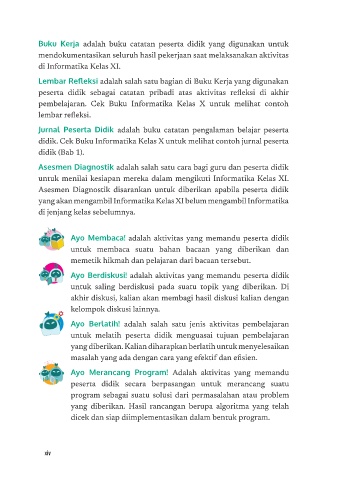 Buku Kerja adalah buku catatan peserta didik yang digunakan untuk
mendokumentasikan seluruh hasil pekerjaan saat melaksanakan aktivitas
di Informatika Kelas XI.
Lembar Refleksi adalah salah satu bagian di Buku Kerja yang digunakan
peserta didik sebagai catatan pribadi atas aktivitas refleksi di akhir
pembelajaran. Cek Buku Informatika Kelas X untuk melihat contoh
lembar refleksi.
Jurnal Peserta Didik adalah buku catatan pengalaman belajar peserta
didik. Cek Buku Informatika Kelas X untuk melihat contoh jurnal peserta
didik (Bab 1).
Asesmen Diagnostik adalah salah satu cara bagi guru dan peserta didik
untuk menilai kesiapan mereka dalam mengikuti Informatika Kelas XI.
Asesmen Diagnostik disarankan untuk diberikan apabila peserta didik
yang akan mengambil Informatika Kelas XI belum mengambil Informatika
di jenjang kelas sebelumnya.
Ayo Membaca! adalah aktivitas yang memandu peserta didik
untuk membaca suatu bahan bacaan yang diberikan dan
memetik hikmah dan pelajaran dari bacaan tersebut.
Ayo Berdiskusi! adalah aktivitas yang memandu peserta didik
untuk saling berdiskusi pada suatu topik yang diberikan. Di
akhir diskusi, kalian akan membagi hasil diskusi kalian dengan
kelompok diskusi lainnya.
Ayo Berlatih! adalah salah satu jenis aktivitas pembelajaran
untuk melatih peserta didik menguasai tujuan pembelajaran
yang diberikan. Kalian diharapkan berlatih untuk menyelesaikan
masalah yang ada dengan cara yang efektif dan efisien.
Ayo Merancang Program! Adalah aktivitas yang memandu
peserta didik secara berpasangan untuk merancang suatu
program sebagai suatu solusi dari permasalahan atau problem
yang diberikan. Hasil rancangan berupa algoritma yang telah
dicek dan siap diimplementasikan dalam bentuk program.
xiv